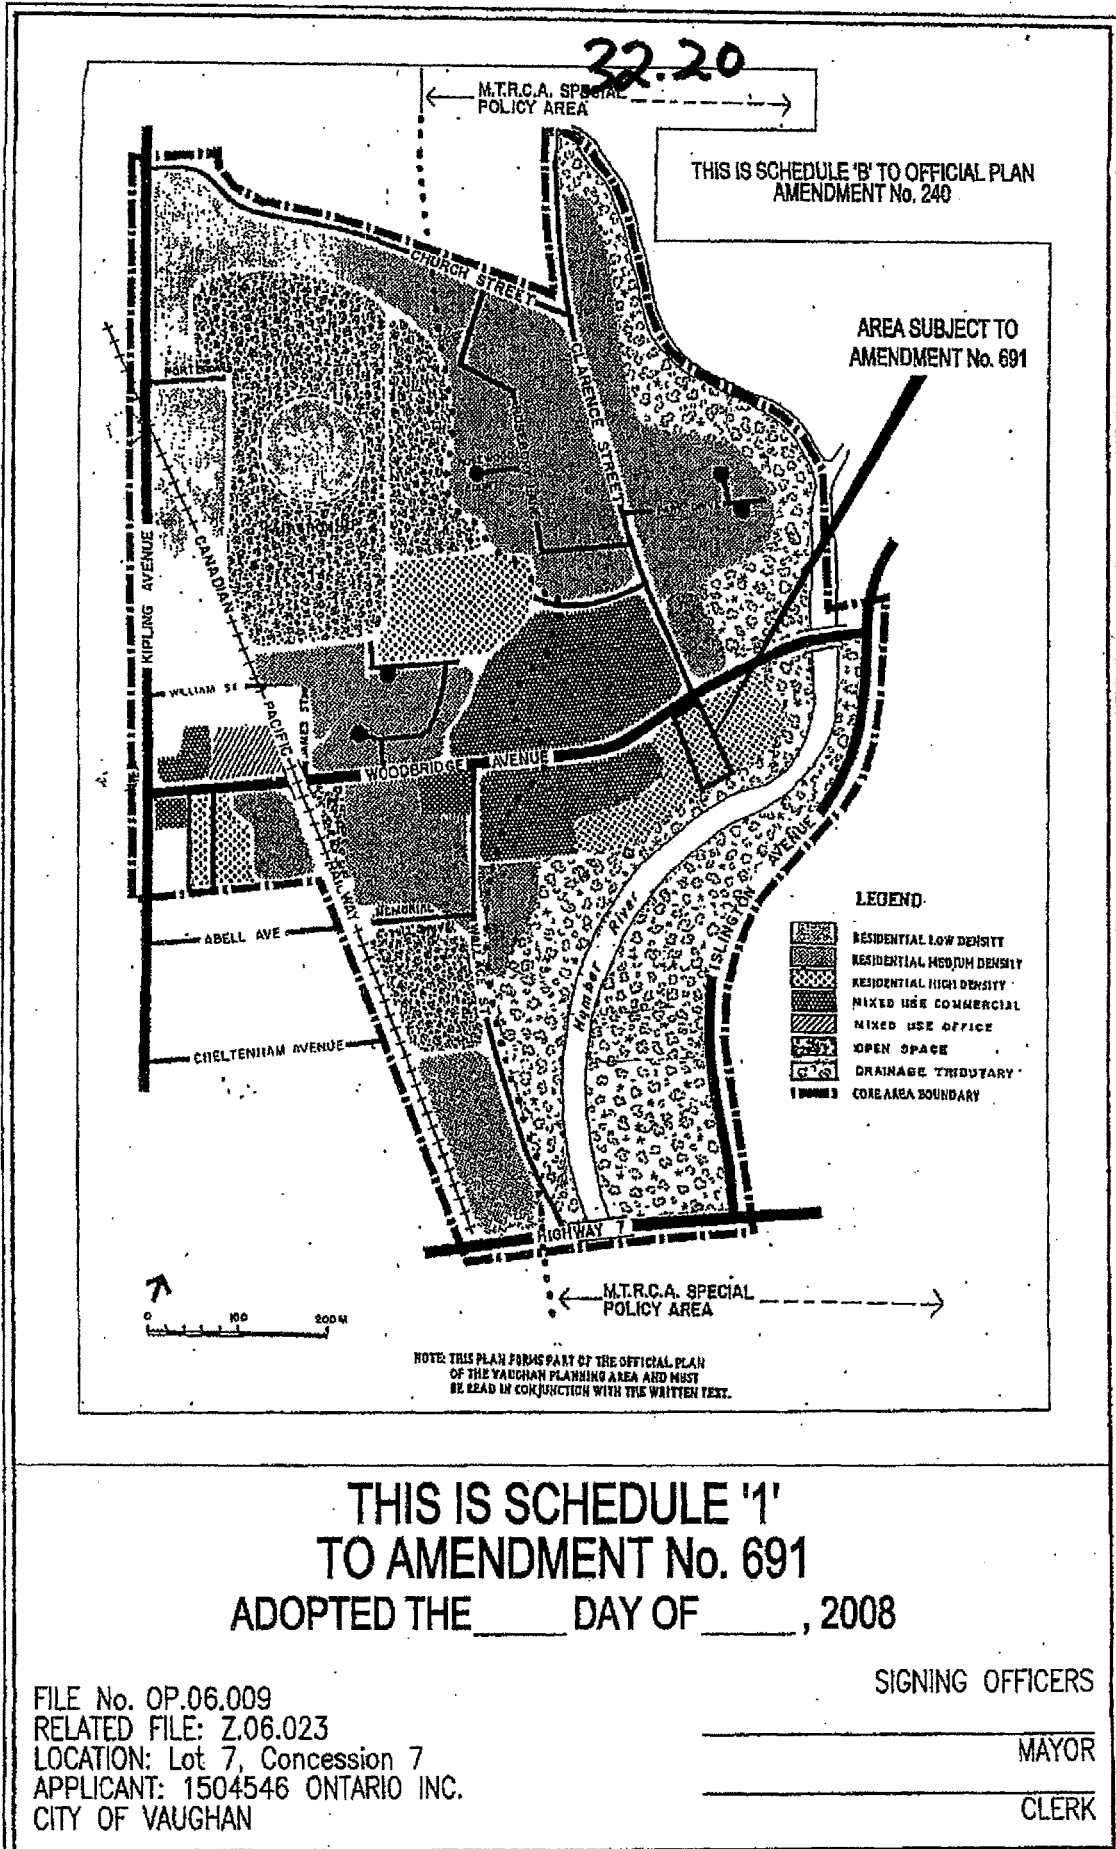 32.20
M.T.R.C.A. SPECIAL
POLICY AREA
THIS IS SCHEDULE 'B' TO OFFICIAL PLAN
AMENDMENT No. 240
AREA SUBJECT TO
AMENDMENT No. 691
CHURCH STREET
CLARENCE STREET
KIPLING AVENUE
CANADIAN
PACIFIC
RAILWAY
WILLIAM ST
JAMES ST
WOODBRIDGE AVENUE
MEMORIAL
ABELL AVE
CHELTENHAM AVENUE
Humber River
ISLINGTON AVENUE
HIGHWAY 7
LEGEND
RESIDENTIAL LOW DENSITY
RESIDENTIAL MEDIUM DENSITY
RESIDENTIAL HIGH DENSITY
MIXED USE COMMERCIAL
MIXED USE OFFICE
OPEN SPACE
DRAINAGE TRIBUTARY
CORE AREA BOUNDARY
0 100 200 M
M.T.R.C.A. SPECIAL
POLICY AREA
NOTE: THIS PLAN FORMS PART OF THE OFFICIAL PLAN
OF THE VAUGHAN PLANNING AREA AND MUST
BE READ IN CONJUNCTION WITH THE WRITTEN TEXT.
THIS IS SCHEDULE '1'
TO AMENDMENT No. 691
ADOPTED THE_____ DAY OF _____, 2008
FILE No. OP.06.009
RELATED FILE: Z.06.023
LOCATION: Lot 7, Concession 7
APPLICANT: 1504546 ONTARIO INC.
CITY OF VAUGHAN
SIGNING OFFICERS
MAYOR
CLERK